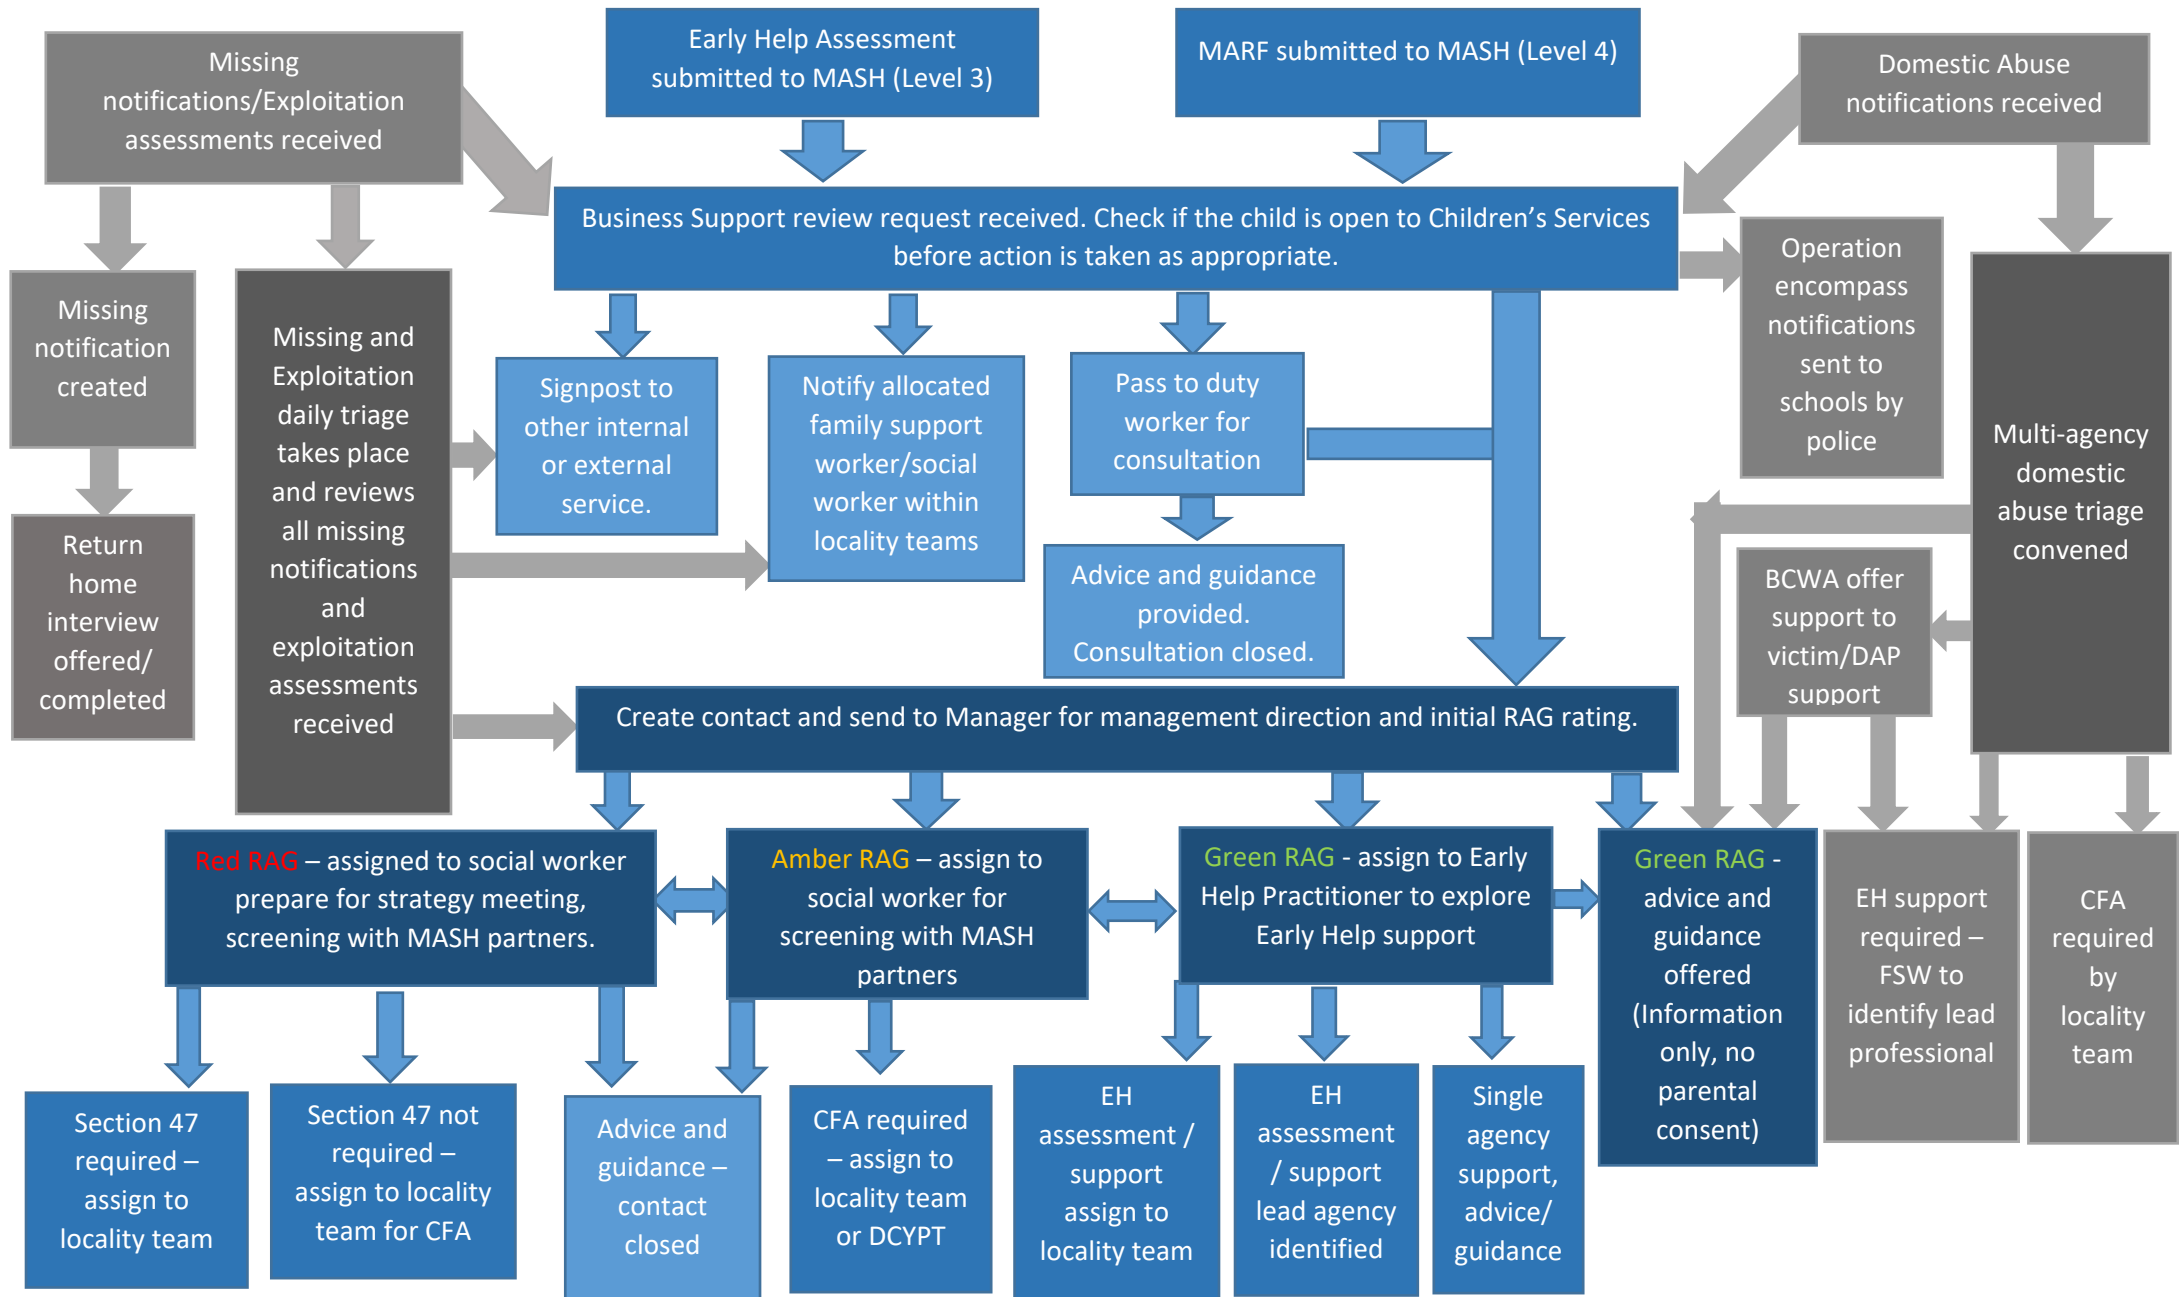 Missing
notifications/Exploitation
assessments received
Early Help Assessment
submitted to MASH (Level 3)
MARF submitted to MASH (Level 4)
Domestic Abuse
notifications received
Business Support review request received. Check if the child is open to Children’s Services
before action is taken as appropriate.
Missing
notification
created
Return
home
interview
offered/
completed
Missing and
Exploitation
daily triage
takes place
and reviews
all missing
notifications
and
exploitation
assessments
received
Signpost to
other internal
or external
service.
Notify allocated
family support
worker/social
worker within
locality teams
Pass to duty
worker for
consultation
Advice and guidance
provided.
Consultation closed.
Operation
encompass
notifications
sent to
schools by
police
Multi-agency
domestic
abuse triage
convened
BCWA offer
support to
victim/DAP
support
Create contact and send to Manager for management direction and initial RAG rating.
Red RAG – assigned to social worker
prepare for strategy meeting,
screening with MASH partners.
Amber RAG – assign to
social worker for
screening with MASH
partners
Green RAG - assign to Early
Help Practitioner to explore
Early Help support
Green RAG -
advice and
guidance
offered
(Information
only, no
parental
consent)
EH support
required –
FSW to
identify lead
professional
CFA
required
by
locality
team
Section 47
required –
assign to
locality team
Section 47 not
required –
assign to locality
team for CFA
Advice and
guidance –
contact
closed
CFA required
– assign to
locality team
or DCYPT
EH
assessment /
support
assign to
locality team
EH
assessment
/ support
lead agency
identified
Single
agency
support,
advice/
guidance